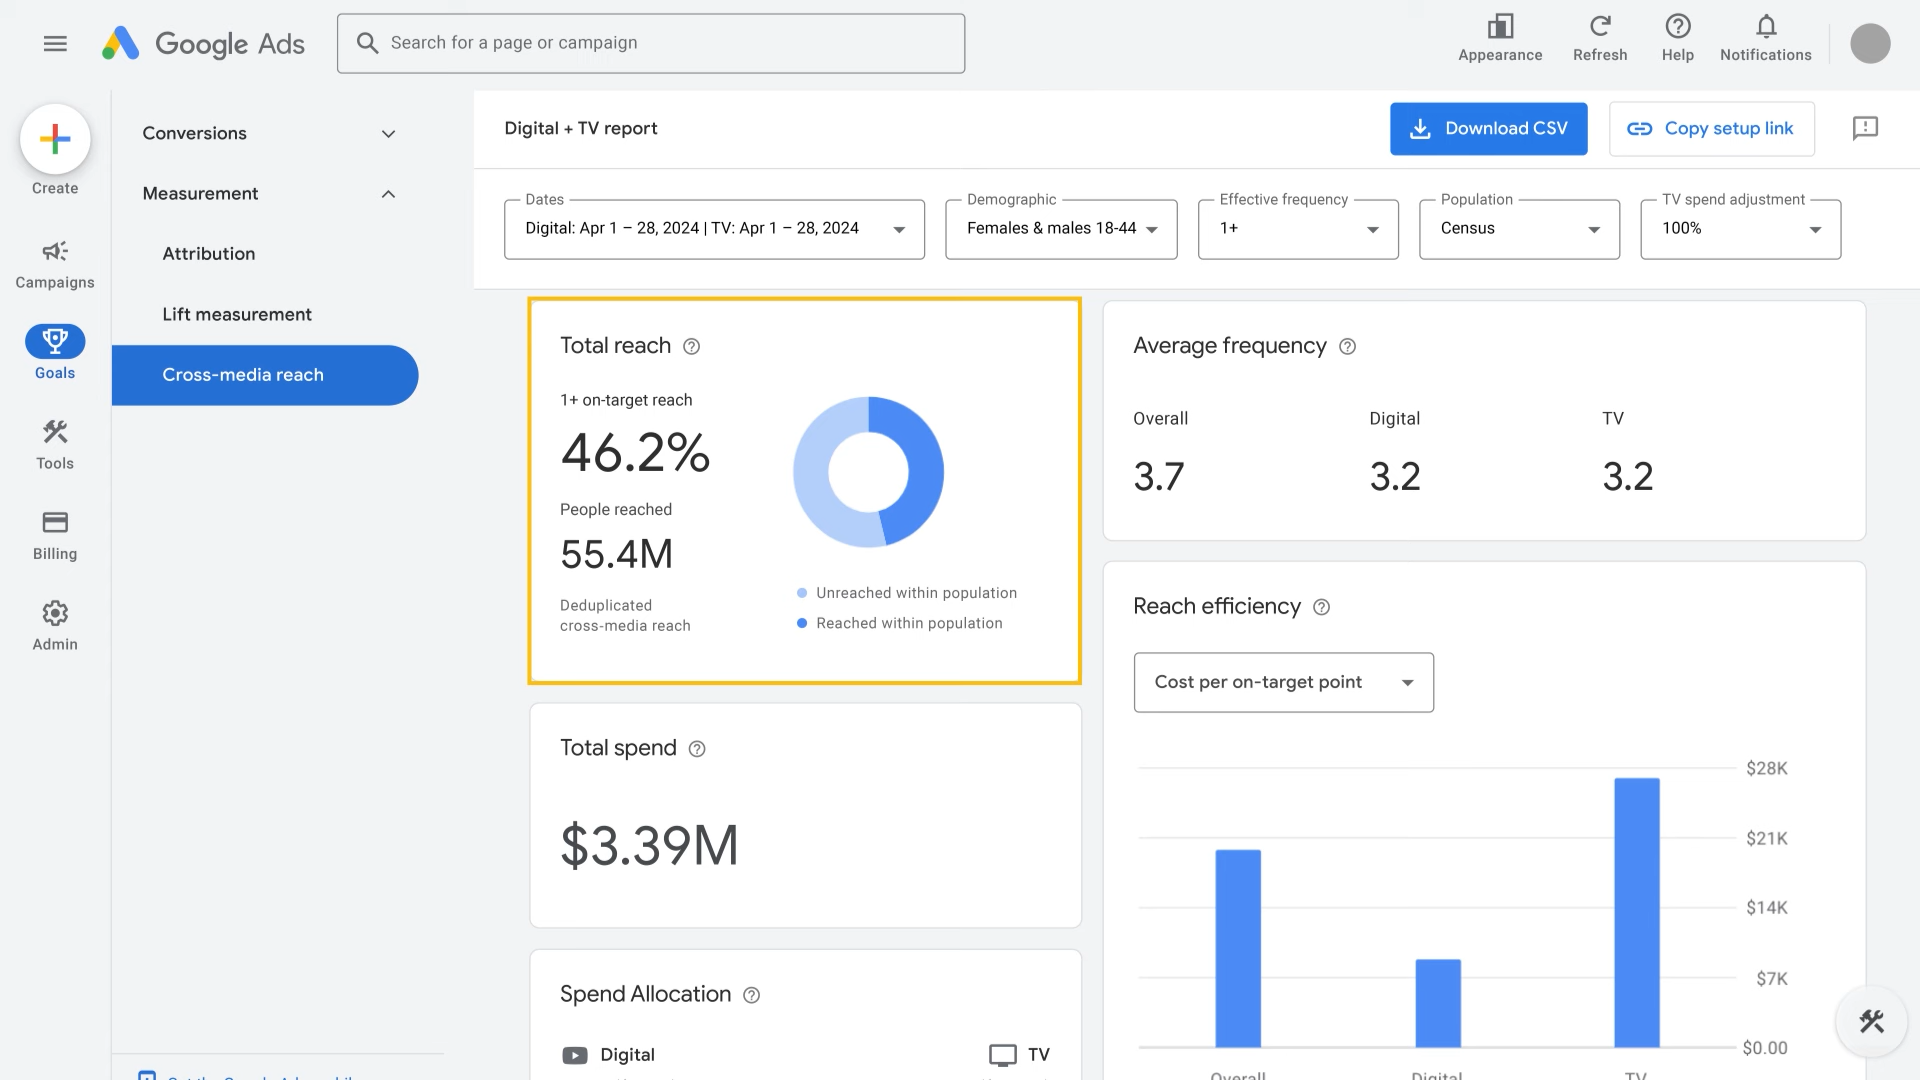 Google Ads
Search for a page or campaign
Appearance
Refresh
Help
Notifications
Create
Campaigns
Goals
Tools
Billing
Admin
Conversions
Measurement
Attribution
Lift measurement
Cross-media reach
Digital + TV report
Download CSV
Copy setup link
Dates
Digital: Apr 1 – 28, 2024 | TV: Apr 1 – 28, 2024
Demographic
Females & males 18-44
Effective frequency
1+
Population
Census
TV spend adjustment
100%
Total reach
1+ on-target reach
46.2%
People reached
55.4M
Deduplicated
cross-media reach
Unreached within population
Reached within population
Average frequency
Overall
Digital
TV
3.7
3.2
3.2
Total spend
$3.39M
Spend Allocation
Digital
TV
Reach efficiency
Cost per on-target point
$28K
$21K
$14K
$7K
$0.00
Overall
Digital
TV